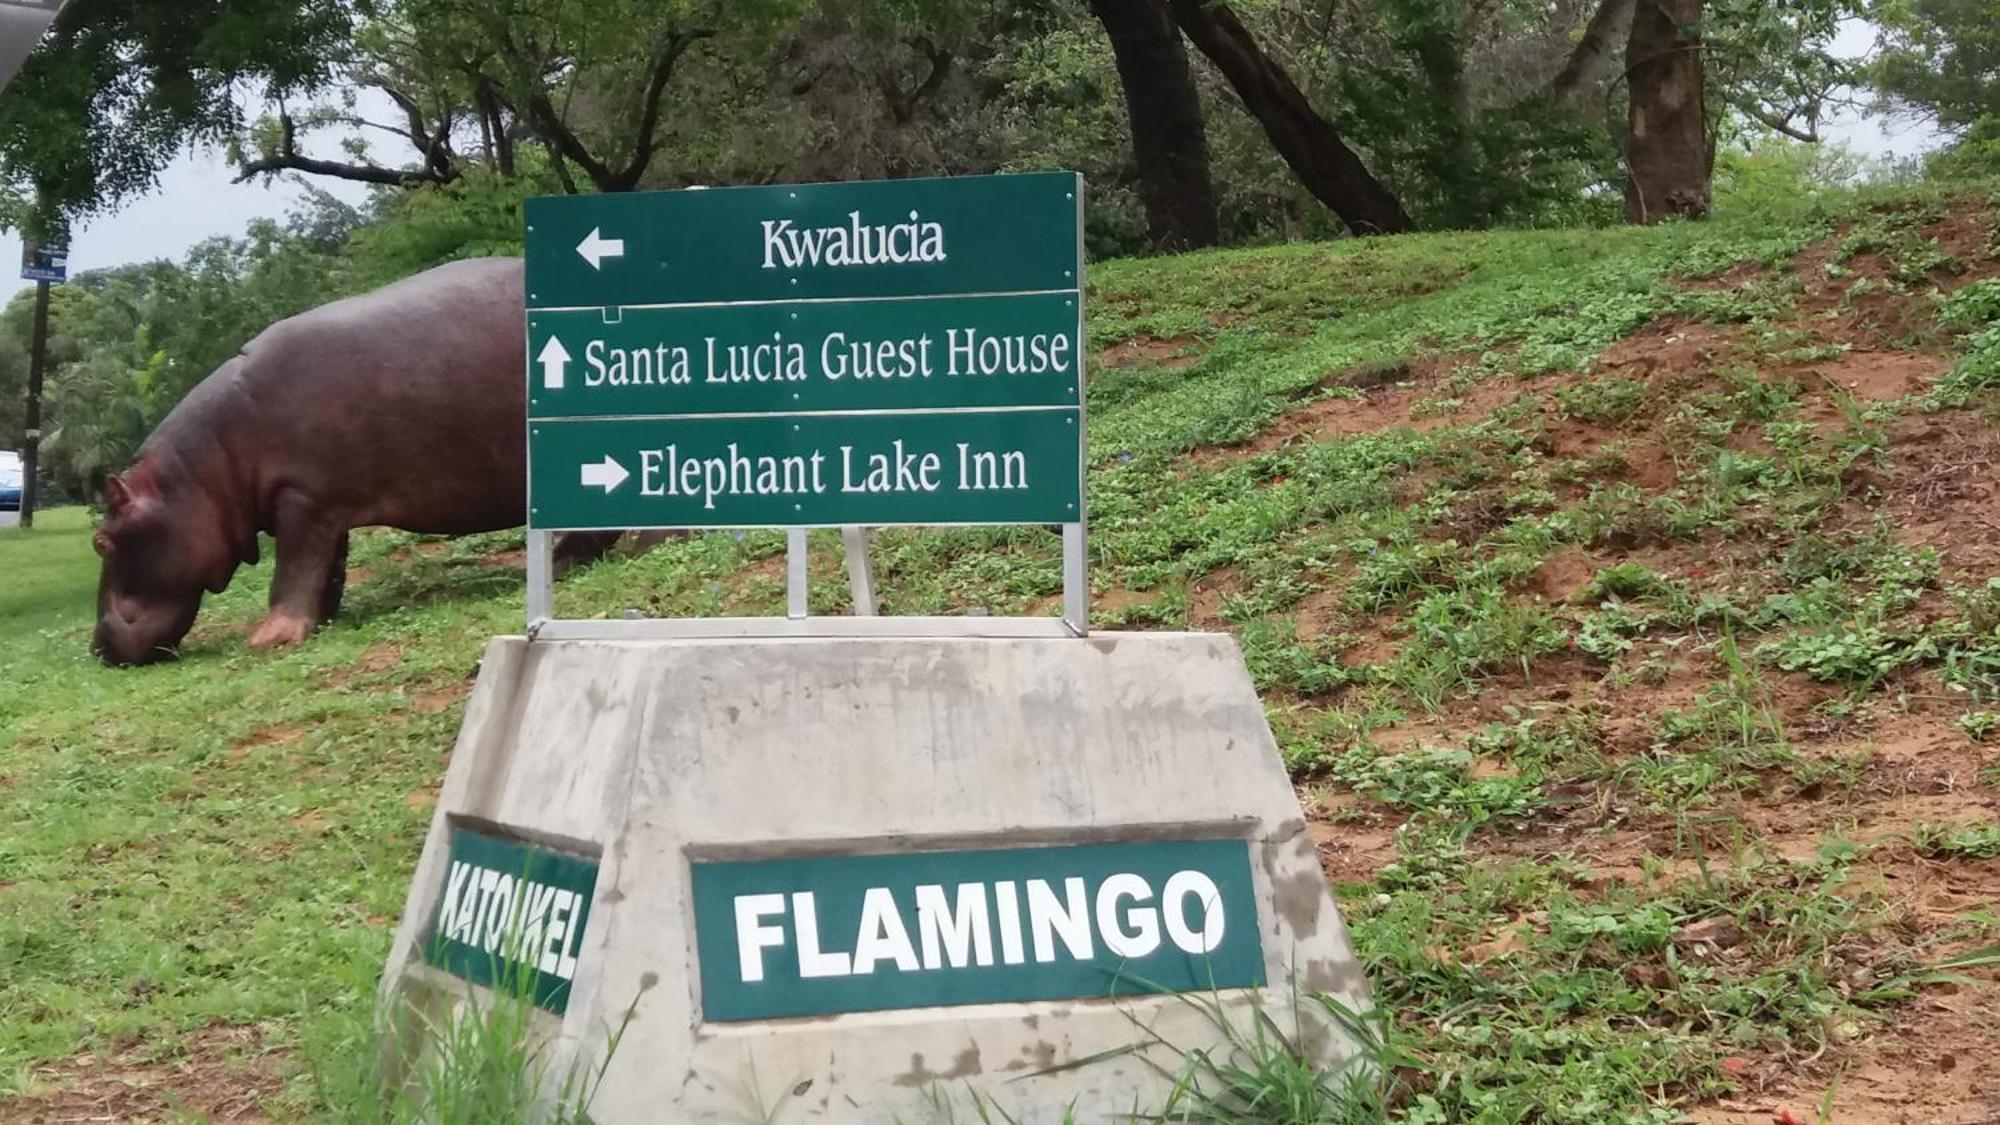 Kwalucia
Santa Lucia Guest House
Elephant Lake Inn
KATONKEL
FLAMINGO